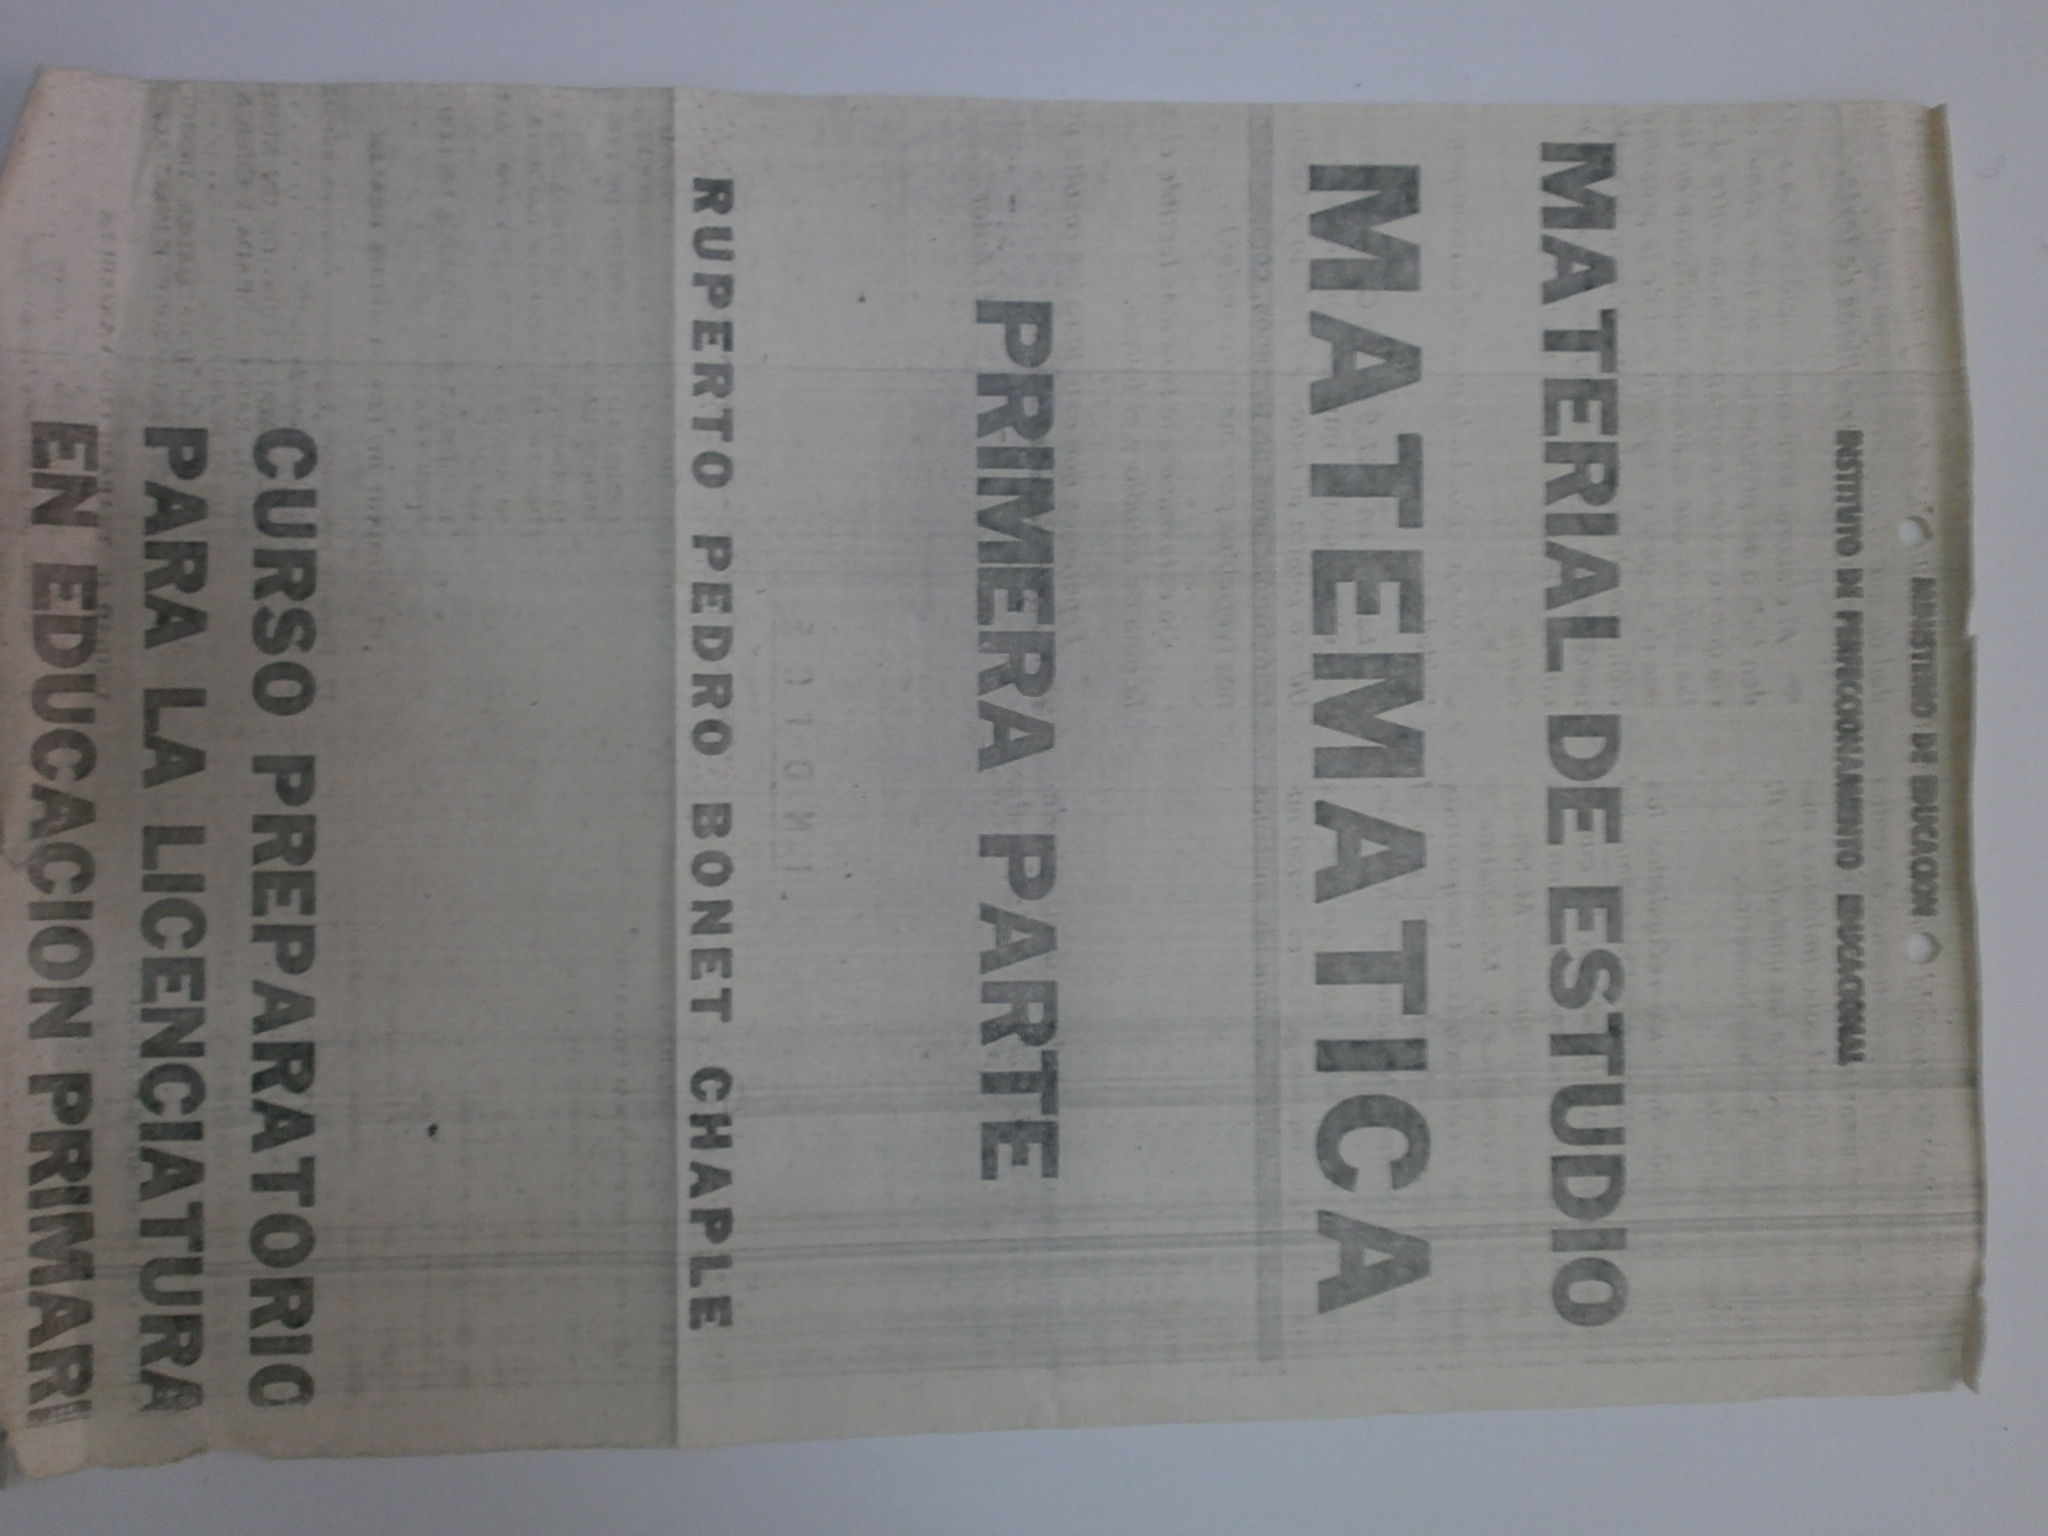 MINISTERIO DE EDUCACION
INSTITUTO DE PERFECCIONAMIENTO EDUCACIONAL
MATERIAL DE ESTUDIO
MATEMATICA
PRIMERA PARTE
RUPERTO PEDRO BONET CHAPLE
CURSO PREPARATORIO
PARA LA LICENCIATURA
EN EDUCACION PRIMARI